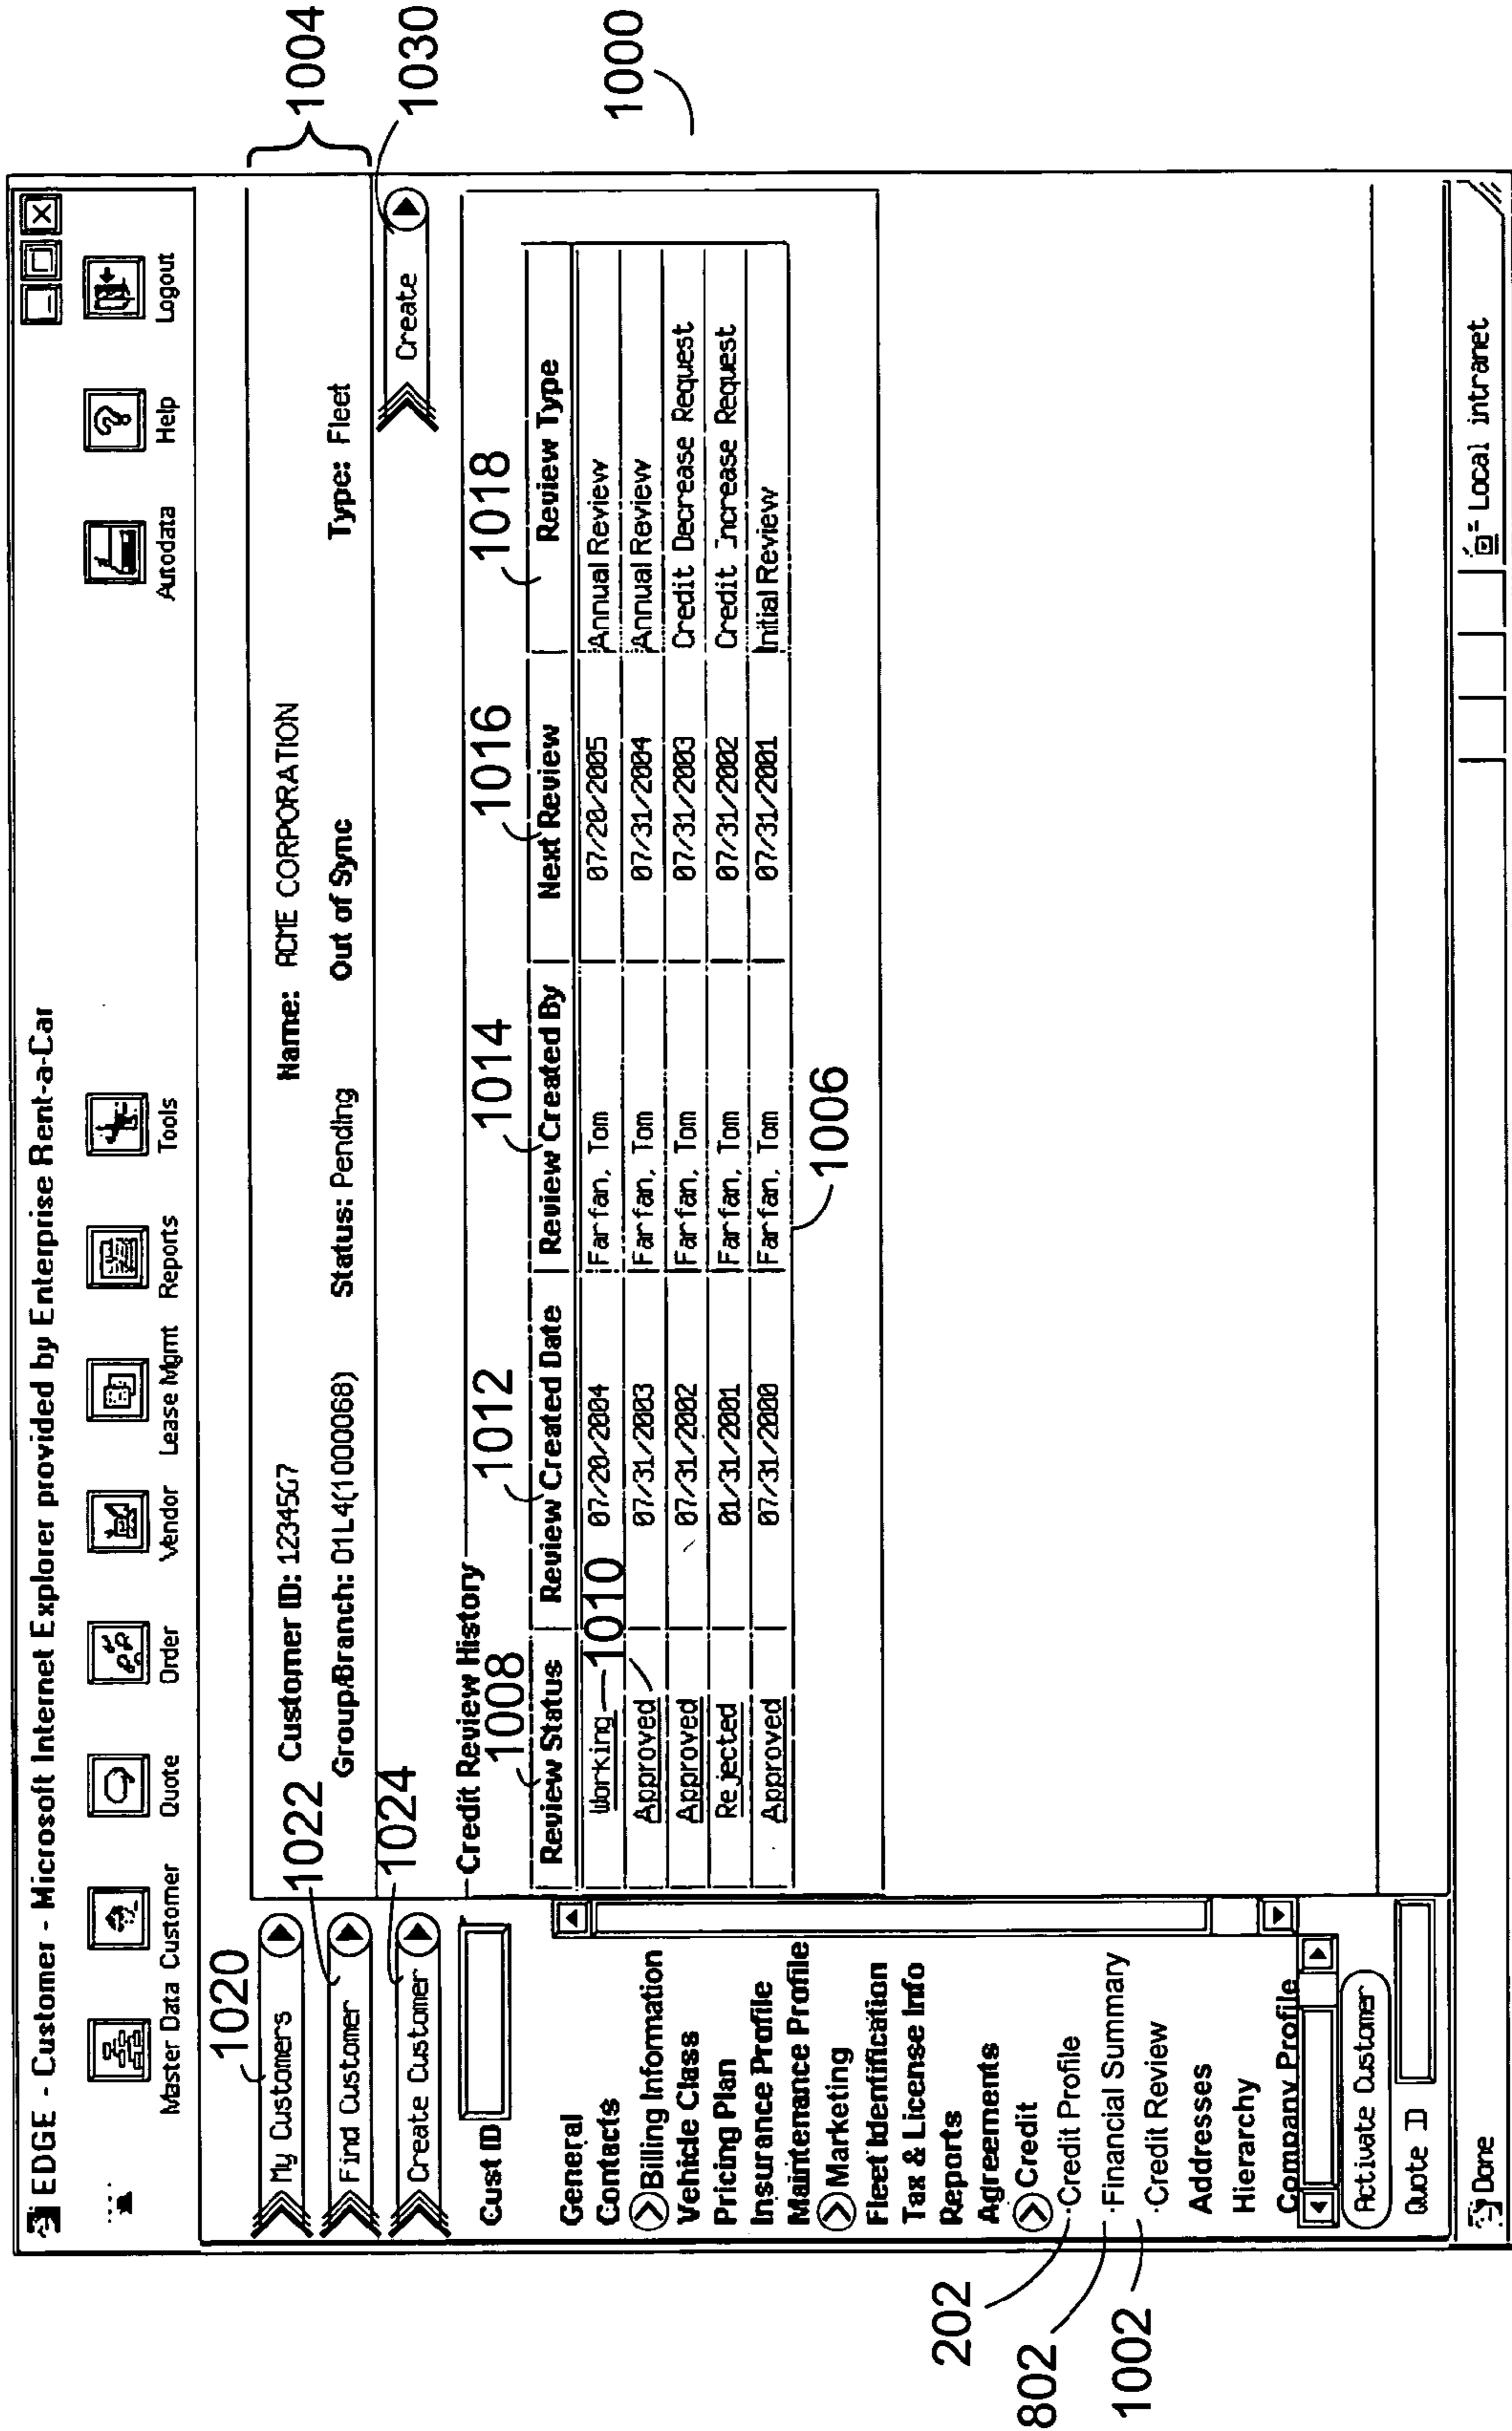 EDGE - Customer - Microsoft Internet Explorer provided by Enterprise Rent-a-Car
Master Data Customer Quote Order Vendor Lease Mgmt Reports Tools Autodata Help Logout
1020
My Customers
1022
Find Customer
1024
Create Customer
Cust ID
General
Contacts
Billing Information
Vehicle Class
Pricing Plan
Insurance Profile
Maintenance Profile
Marketing
Fleet Identification
Tax & License Info
Reports
Agreements
Credit
202
·Credit Profile
802
·Financial Summary
1002
·Credit Review
Addresses
Hierarchy
Company Profile
Activate Customer
Quote ID
Customer ID: 1234567 Name: ACME CORPORATION
Group/Branch: 01L4(1000068) Status: Pending Out of Sync Type: Fleet
1004
Create
1030
Credit Review History
1000
1008 1012 1014 1016 1018
Review Status Review Created Date Review Created By Next Review Review Type
Working 1010 07/20/2004 Farfan, Tom 07/20/2005 Annual Review
Approved 07/31/2003 Farfan, Tom 07/31/2004 Annual Review
Approved 07/31/2002 Farfan, Tom 07/31/2003 Credit Decrease Request
Rejected 01/31/2001 Farfan, Tom 07/31/2002 Credit Increase Request
Approved 07/31/2000 Farfan, Tom 07/31/2001 Initial Review
1006
Done Local intranet